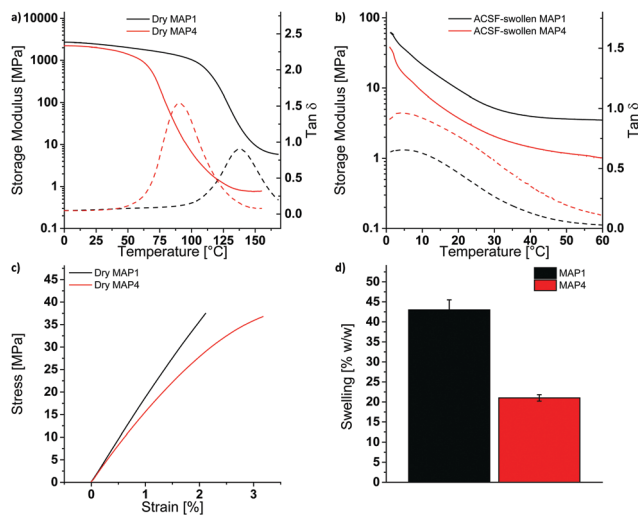 a)
Dry MAP1
Dry MAP4
Storage Modulus [MPa]
10000
1000
100
10
1
0.1
0 25 50 75 100 125 150
Temperature [°C]
2.5
2.0
1.5
1.0
0.5
0.0
Tan δ
b)
ACSF-swollen MAP1
ACSF-swollen MAP4
Storage Modulus [MPa]
100
10
1
0.1
0 10 20 30 40 50 60
Temperature [°C]
1.5
1.0
0.5
0.0
Tan δ
c)
Dry MAP1
Dry MAP4
Stress [MPa]
45
40
35
30
25
20
15
10
5
0
0 1 2 3
Strain [%]
d)
MAP1
MAP4
Swelling [% w/w]
50
45
40
35
30
25
20
15
10
5
0